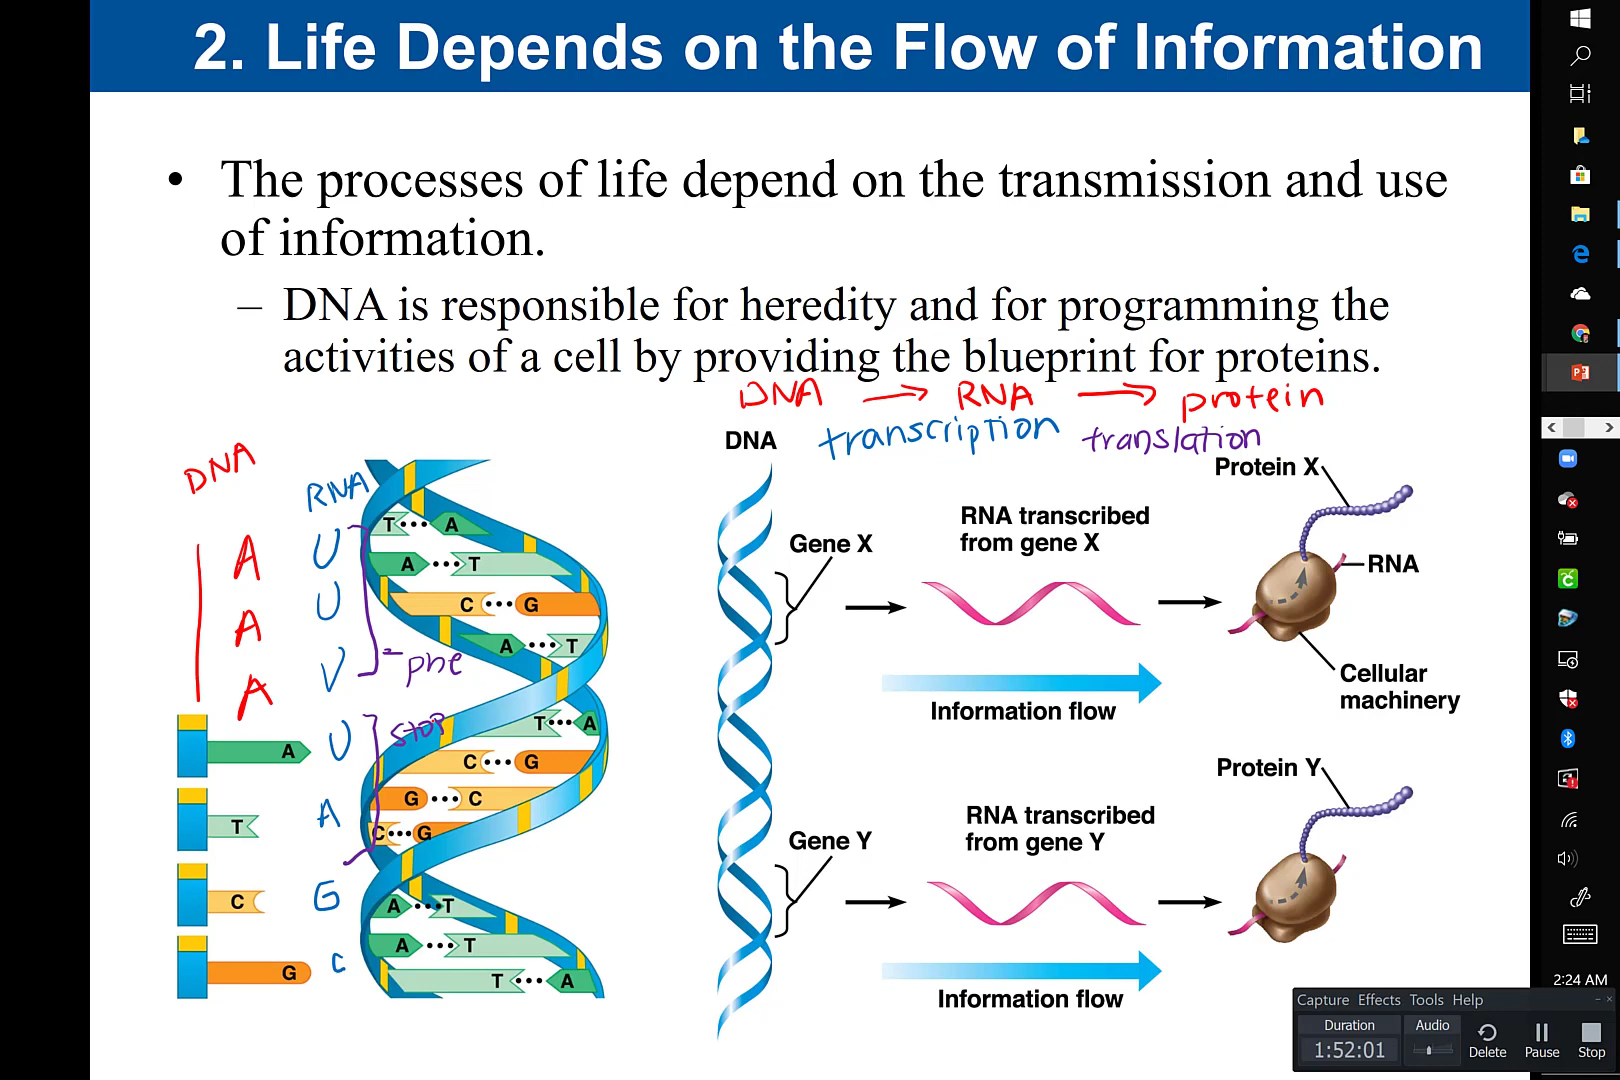 2. Life Depends on the Flow of Information
• The processes of life depend on the transmission and use
of information.
– DNA is responsible for heredity and for programming the
activities of a cell by providing the blueprint for proteins.
DNA → RNA → protein
transcription translation
DNA
RNA
A
A
A
U
U
U
= phe
U
A
G
C
stop
T A
A T
C G
A T
T A
C G
G C
C G
A T
A T
T A
A
T
C
G
DNA
Gene X
RNA transcribed
from gene X
Protein X
RNA
Cellular
machinery
Information flow
Gene Y
RNA transcribed
from gene Y
Protein Y
Information flow
2:24 AM
Capture Effects Tools Help
Duration
1:52:01
Audio
Delete
Pause
Stop